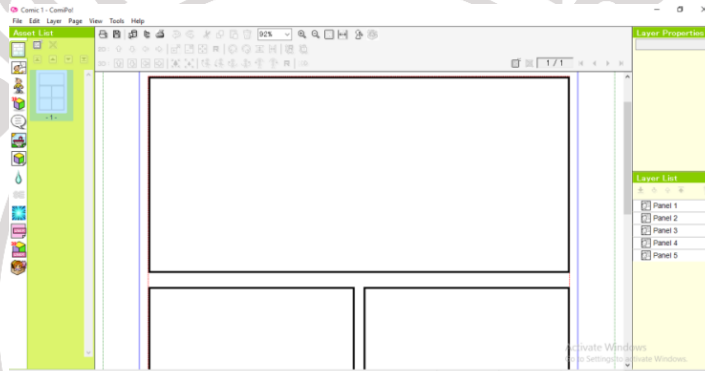 Comic 1 - ComiPo!
File Edit Layer Page View Tools Help
Asset List
92%
Layer Properties
1 / 1
- 1 -
Layer List
Panel 1
Panel 2
Panel 3
Panel 4
Panel 5
Activate Windows
Go to Settings to activate Windows.